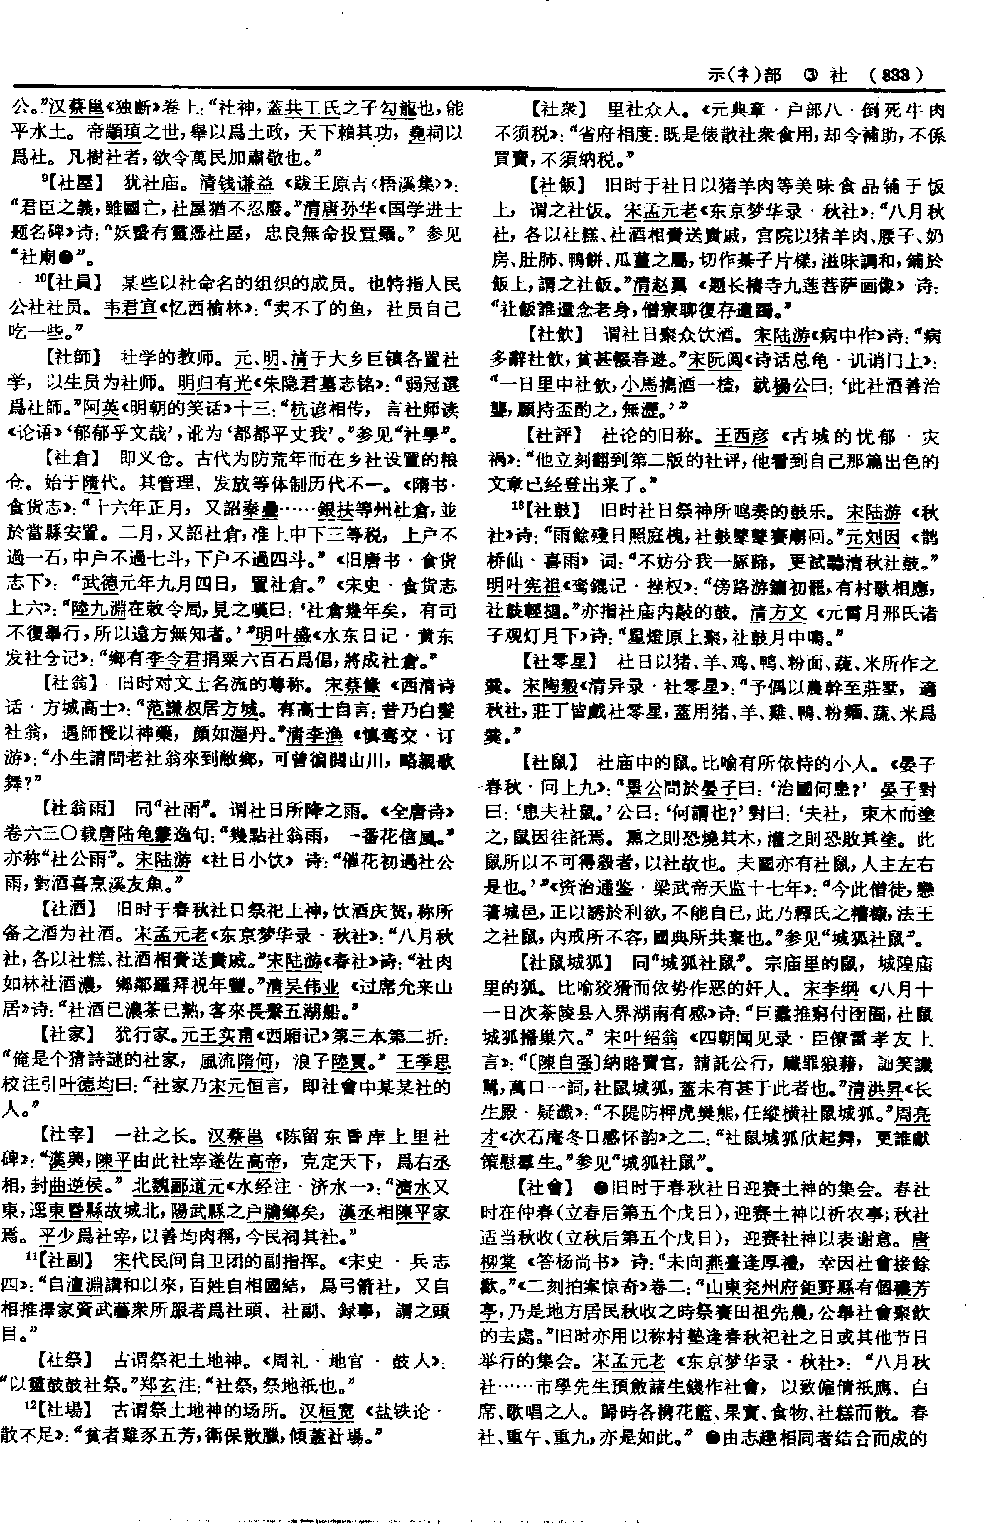 示(礻)部 ③ 社 (833)
公。”汉蔡邕《独断》卷上：“社神，蓋共工氏之子勾龍也，能
平水土。帝顓頊之世，舉以爲土政，天下賴其功，堯祠以
爲社。凡樹社者，欲令萬民加肅敬也。”
⁹【社屋】 犹社庙。清钱谦益《跋王原吉〈梧溪集〉》：
“君臣之義，雖國亡，社屋猶不忍廢。”清唐孙华《国学进士
题名碑》诗：“妖蟇有靈憑社屋，忠良無命投罝羉。”参见
“社廟❶”。
¹⁰【社員】 某些以社命名的组织的成员。也特指人民
公社社员。韦君宜《忆西榆林》：“卖不了的鱼，社员自己
吃一些。”
【社師】 社学的教师。元、明、清于大乡巨镇各置社
学，以生员为社师。明归有光《朱隐君墓志铭》：“弱冠選
爲社師。”阿英《明朝的笑话》十三：“杭谚相传，言社师读
《论语》‘郁郁乎文哉’，讹为‘都都平丈我’。”参见“社學”。
【社倉】 即义仓。古代为防荒年而在乡社设置的粮
仓。始于隋代。其管理、发放等体制历代不一。《隋书·
食货志》：“十六年正月，又詔秦疊……銀扶等州社倉，並
於當縣安置。二月，又詔社倉，准上中下三等税，上户不
過一石，中户不過七斗，下户不過四斗。”《旧唐书·食货
志下》：“武德元年九月四日，置社倉。”《宋史·食货志
上六》：“陸九淵在敕令局，見之嘆曰：‘社倉幾年矣，有司
不復舉行，所以遠方無知者。’”明叶盛《水东日记·黄东
发社仓记》：“鄉有李令君捐粟六百石爲倡，將成社倉。”
【社翁】 旧时对文士名流的尊称。宋蔡絛《西清诗
话·方城高士》：“范謙叔居方城。有高士自言：昔乃白髮
社翁，遇師授以神藥，顔如渥丹。”清李渔《慎鸾交·订
游》：“小生請問老社翁來到敝鄉，可曾徧閲山川，略親歌
舞？”
【社翁雨】 同“社雨”。谓社日所降之雨。《全唐诗》
卷六三〇载唐陆龟蒙逸句：“幾點社翁雨，一番花信風。”
亦称“社公雨”。宋陆游《社日小饮》诗：“催花初過社公
雨，對酒喜烹溪友魚。”
【社酒】 旧时于春秋社日祭祀土神，饮酒庆贺，称所
备之酒为社酒。宋孟元老《东京梦华录·秋社》：“八月秋
社，各以社糕、社酒相賫送貴戚。”宋陆游《春社》诗：“社肉
如林社酒濃，鄉鄰羅拜祝年豐。”清吴伟业《过席允来山
居》诗：“社酒已濃茶已熟，客來長繫五湖船。”
【社家】 犹行家。元王实甫《西厢记》第三本第二折：
“俺是个猜詩謎的社家，風流隋何，浪子陸賈。”王季思
校注引叶德均曰：“社家乃宋元恒言，即社會中某某社的
人。”
【社宰】 一社之长。汉蔡邕《陈留东昏库上里社
碑》：“漢興，陳平由此社宰遂佐高帝，克定天下，爲右丞
相，封曲逆侯。”北魏郦道元《水经注·济水一》：“濟水又
東，逕東昏縣故城北，陽武縣之户牖鄉矣，漢丞相陳平家
焉。平少爲社宰，以善均肉稱，今民祠其社。”
¹¹【社副】 宋代民间自卫团的副指挥。《宋史·兵志
四》：“自澶淵講和以來，百姓自相團結，爲弓箭社，又自
相推擇家資武藝衆所服者爲社頭、社副、録事，謂之頭
目。”
【社祭】 古谓祭祀土地神。《周礼·地官·鼓人》：
“以靈鼓鼓社祭。”郑玄注：“社祭，祭地祇也。”
¹²【社場】 古谓祭土地神的场所。汉桓宽《盐铁论·
散不足》：“貧者雞豕五芳，衛保散臘，傾蓋社場。”
【社衆】 里社众人。《元典章·户部八·倒死牛肉
不须税》：“省府相度：既是俵散社衆食用，却令補助，不係
買賣，不須納税。”
【社飯】 旧时于社日以猪羊肉等美味食品铺于饭
上，谓之社饭。宋孟元老《东京梦华录·秋社》：“八月秋
社，各以社糕、社酒相賫送貴戚，宫院以猪羊肉、腰子、奶
房、肚肺、鴨餅、瓜薑之屬，切作棊子片樣，滋味調和，鋪於
飯上，謂之社飯。”清赵翼《题长椿寺九莲菩萨画像》诗：
“社飯誰還念老身，僧寮聊復存遺躅。”
【社飲】 谓社日聚众饮酒。宋陆游《病中作》诗：“病
多辭社飲，貧甚輟春遊。”宋阮阅《诗话总龟·讥诮门上》：
“一日里中社飲，小馬攜酒一榼，就楊公曰：‘此社酒善治
聾，願持盃酌之，無瀝。’”
【社評】 社论的旧称。王西彦《古城的忧郁·灾
祸》：“他立刻翻到第二版的社评，他看到自己那篇出色的
文章已经登出来了。”
¹³【社鼓】 旧时社日祭神所鸣奏的鼓乐。宋陆游《秋
社》诗：“雨餘殘日照庭槐，社鼓鼕鼕賽廟回。”元刘因《鹊
桥仙·喜雨》词：“不妨分我一豚蹄，更試聽清秋社鼓。”
明叶宪祖《鸾鎞记·挫权》：“傍路游韉初罷，有村歌相應，
社鼓輕撾。”亦指社庙内敲的鼓。清方文《元宵月邢氏诸
子观灯月下》诗：“星燈原上聚，社鼓月中鳴。”
【社零星】 社日以猪、羊、鸡、鸭、粉面、蔬、米所作之
羹。宋陶穀《清异录·社零星》：“予偶以農幹至莊墅，適
秋社，莊丁皆戲社零星，蓋用猪、羊、雞、鴨、粉麵、蔬、米爲
羹。”
【社鼠】 社庙中的鼠。比喻有所依恃的小人。《晏子
春秋·问上九》：“景公問於晏子曰：‘治國何患？’晏子對
曰：‘患夫社鼠。’公曰：‘何謂也？’對曰：‘夫社，束木而塗
之，鼠因往託焉。熏之則恐燒其木，灌之則恐敗其塗。此
鼠所以不可得殺者，以社故也。夫國亦有社鼠，人主左右
是也。’”《资治通鉴·梁武帝天监十七年》：“今此僧徒，戀
著城邑，正以誘於利欲，不能自已，此乃釋氏之糟糠，法王
之社鼠，内戒所不容，國典所共棄也。”参见“城狐社鼠”。
【社鼠城狐】 同“城狐社鼠”。宗庙里的鼠，城隍庙
里的狐。比喻狡猾而依势作恶的奸人。宋李纲《八月十
一日次茶陵县入界湖南有感》诗：“巨蠹推窮付囹圄，社鼠
城狐播巢穴。”宋叶绍翁《四朝闻见录·臣僚雷孝友上
言》：“〔陳自强〕納賂賣官，請託公行，贓罪狼藉，訕笑譏
駡，萬口一詞，社鼠城狐，蓋未有甚于此者也。”清洪昇《长
生殿·疑谶》：“不隄防柙虎樊熊，任縱横社鼠城狐。”周亮
才《次石庵冬日感怀韵》之二：“社鼠城狐欣起舞，更誰獻
策慰羣生。”参见“城狐社鼠”。
【社會】 ❶旧时于春秋社日迎赛土神的集会。春社
时在仲春(立春后第五个戊日)，迎赛土神以祈农事；秋社
适当秋收(立秋后第五个戊日)，迎赛社神以表谢意。唐
柳棠《答杨尚书》诗：“未向燕臺逢厚禮，幸因社會接餘
歡。”《二刻拍案惊奇》卷二：“山東兖州府鉅野縣有個穠芳
亭，乃是地方居民秋收之時祭賽田祖先農，公舉社會聚飲
的去處。”旧时亦用以称村塾逢春秋祀社之日或其他节日
举行的集会。宋孟元老《东京梦华录·秋社》：“八月秋
社……市學先生預斂諸生錢作社會，以致僱倩祗應、白
席、歌唱之人。歸時各携花籃、果實、食物、社糕而散。春
社、重午、重九，亦是如此。”❷由志趣相同者结合而成的